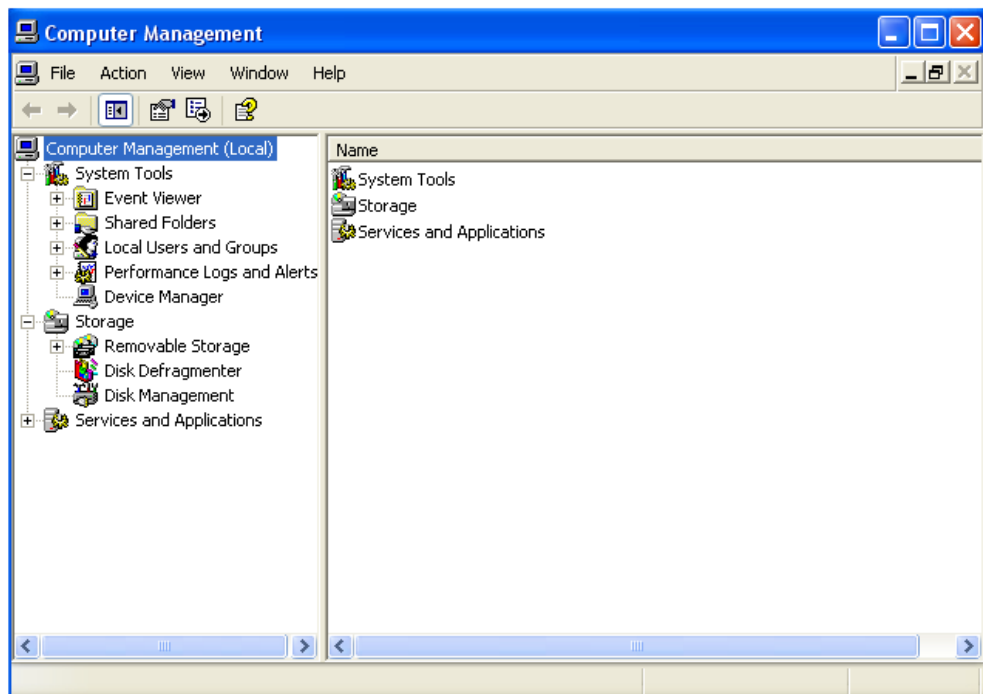 Computer Management
File Action View Window Help
Computer Management (Local)
System Tools
Event Viewer
Shared Folders
Local Users and Groups
Performance Logs and Alerts
Device Manager
Storage
Removable Storage
Disk Defragmenter
Disk Management
Services and Applications
Name
System Tools
Storage
Services and Applications